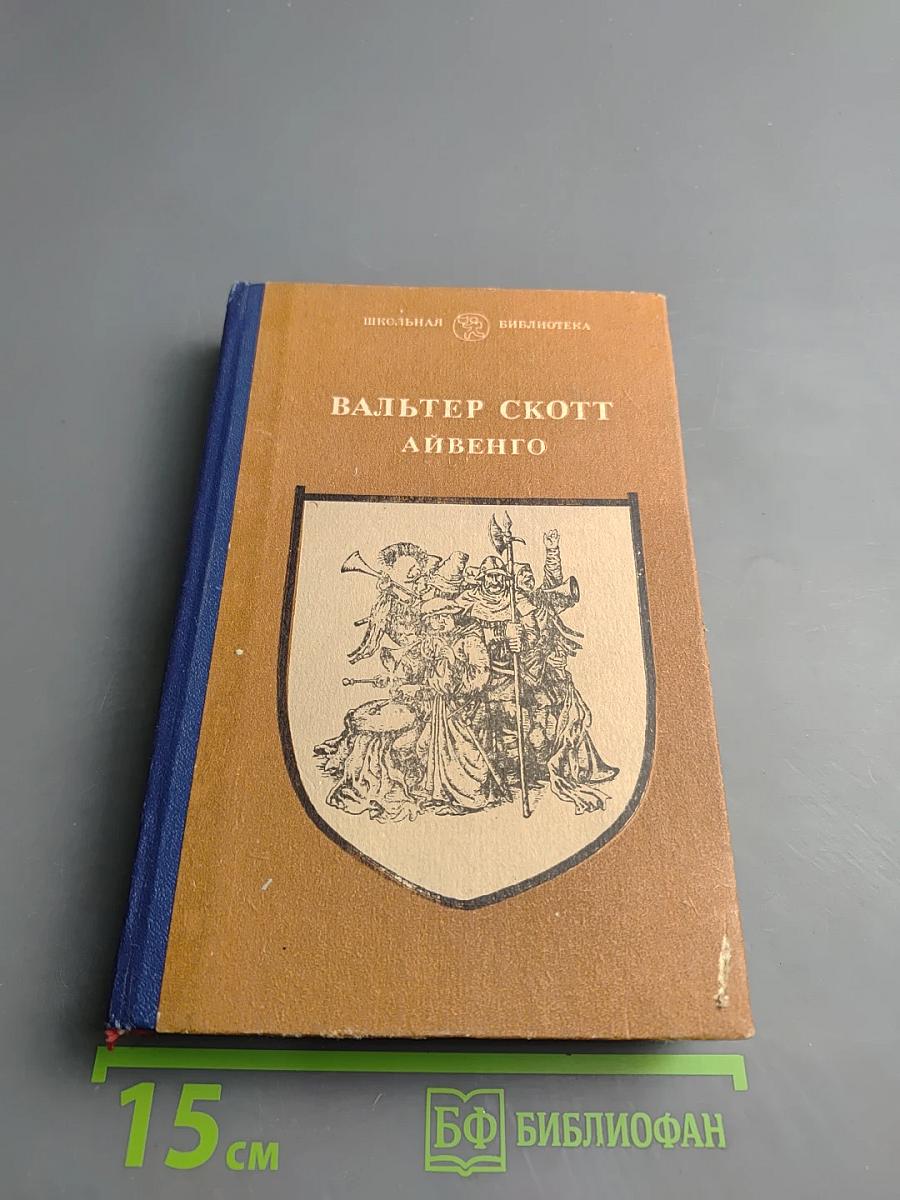 ШКОЛЬНАЯ БИБЛИОТЕКА
ВАЛЬТЕР СКОТТ
АЙВЕНГО
15 см
БФ БИБЛИОФАН